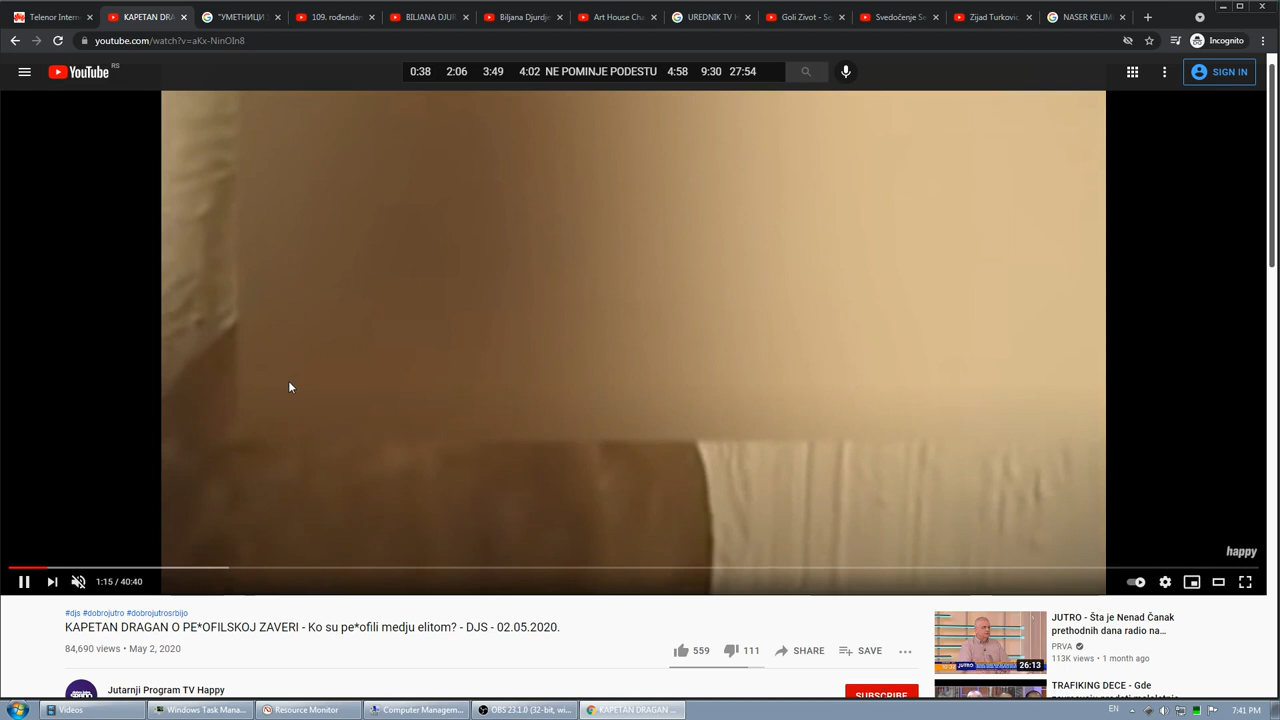 Telenor Intern
KAPETAN DRA
"УМЕТНИЦИ
109. rođendan
BILJANA DJU
Biljana Djurdje
Art House Cha
UREDNIK TV H
Goli Zivot - Se
Svedočenje Se
Zijad Turković
NASER KELJM
youtube.com/watch?v=aKx-NinOIn8
Incognito
YouTube RS
0:38 2:06 3:49 4:02 NE POMINJE PODESTU 4:58 9:30 27:54
SIGN IN
happy
1:15 / 40:40
#djs #dobrojutro #dobrojutrosrbijo
KAPETAN DRAGAN O PE*OFILSKOJ ZAVERI - Ko su pe*ofili medju elitom? - DJS - 02.05.2020.
84,690 views • May 2, 2020
559
111
SHARE
SAVE
Jutarnji Program TV Happy
SUBSCRIBE
JUTRO - Šta je Nenad Čanak
prethodnih dana radio na...
PRVA
113K views • 1 month ago
JUTRO
26:13
TRAFIKING DECE - Gde
Videos
Windows Task Mana...
Resource Monitor
Computer Managem...
OBS 23.1.0 (32-bit, wi...
KAPETAN DRAGAN ...
EN
7:41 PM